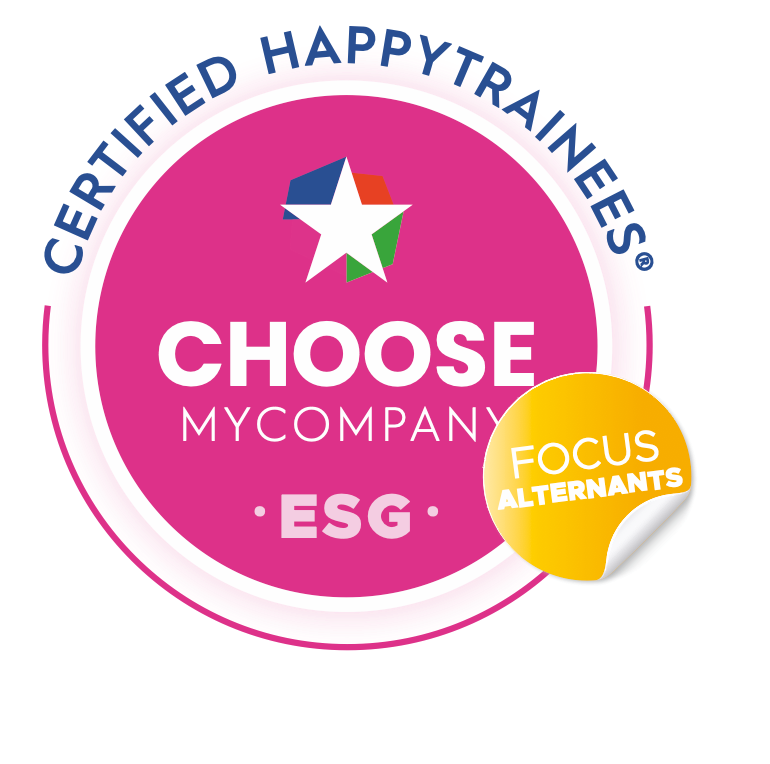 CERTIFIED HAPPYTRAINEES®
CHOOSE
MYCOMPANY
· ESG ·
FOCUS
ALTERNANTS